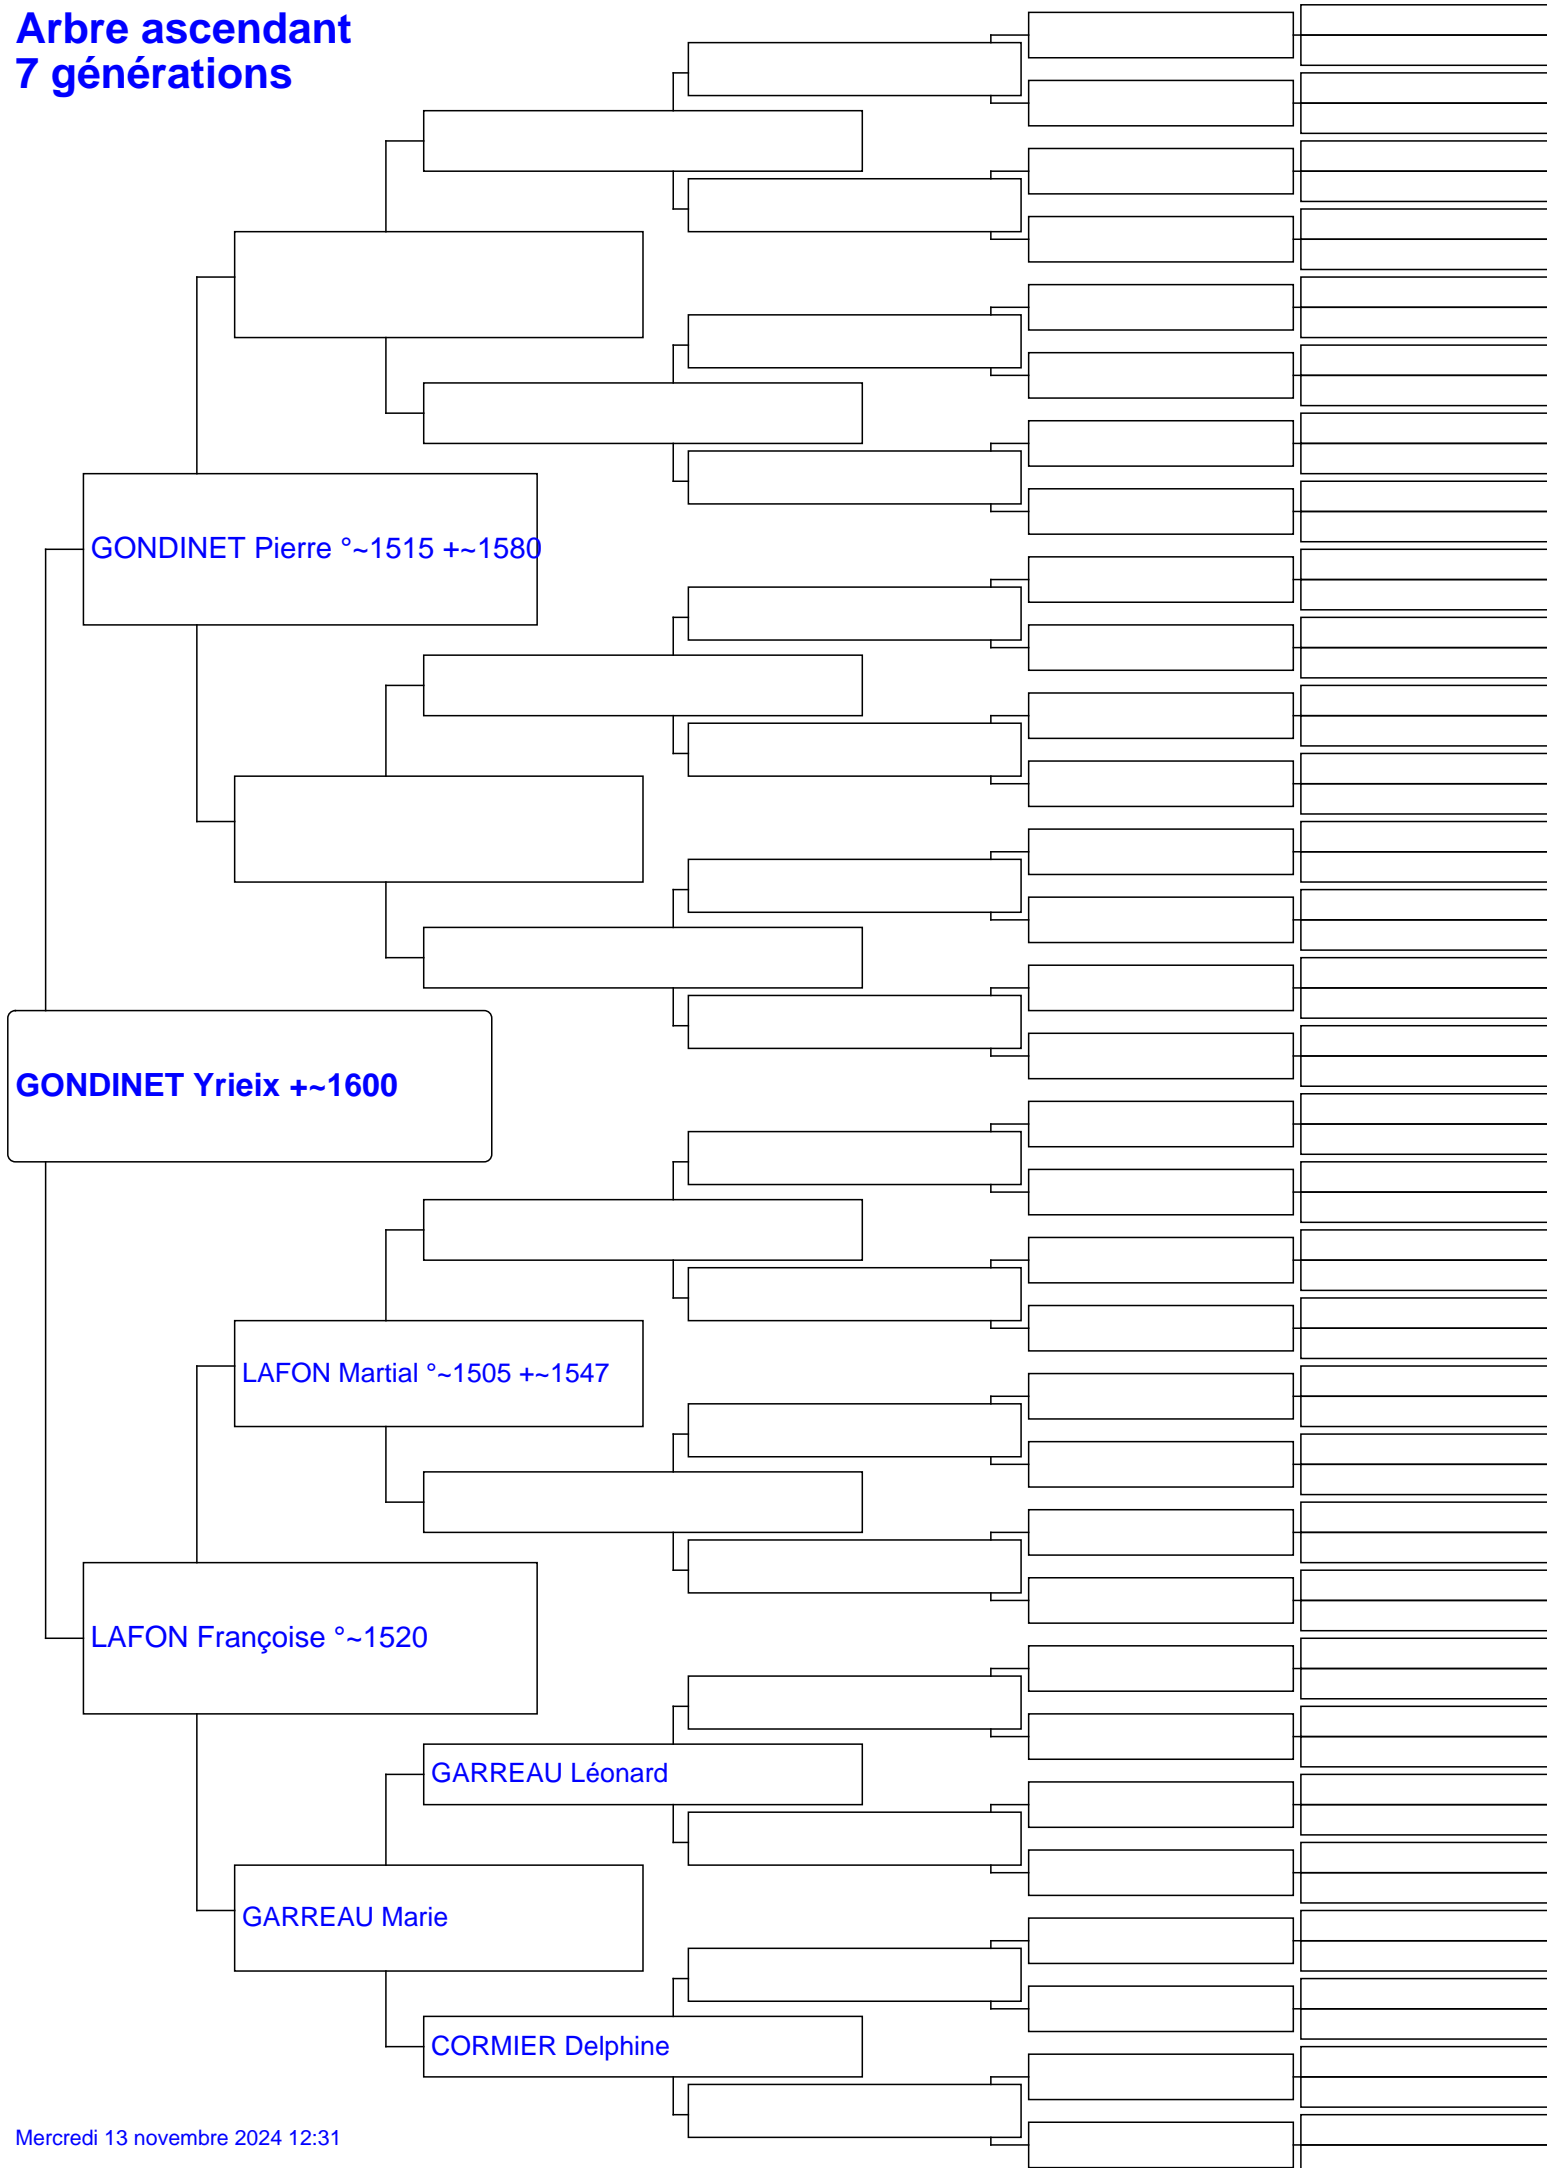 Arbre ascendant
7 générations
GONDINET Pierre °~1515 +~1580
GONDINET Yrieix +~1600
LAFON Martial °~1505 +~1547
LAFON Françoise °~1520
GARREAU Léonard
GARREAU Marie
CORMIER Delphine
Mercredi 13 novembre 2024 12:31